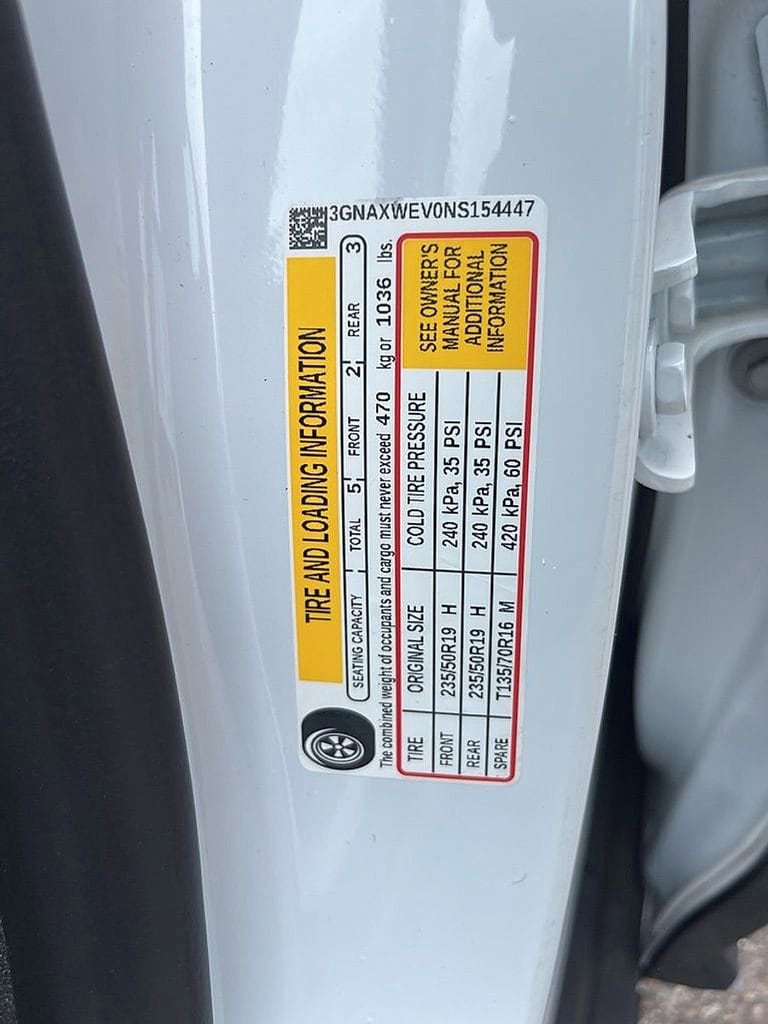 3GNAXWEV0NS154447
TIRE AND LOADING INFORMATION
SEATING CAPACITY TOTAL 5 FRONT 2 REAR 3
The combined weight of occupants and cargo must never exceed 470 kg or 1036 lbs.
TIRE ORIGINAL SIZE COLD TIRE PRESSURE
FRONT 235/50R19 H 240 kPa, 35 PSI
REAR 235/50R19 H 240 kPa, 35 PSI
SPARE T135/70R16 M 420 kPa, 60 PSI
SEE OWNER'S
MANUAL FOR
ADDITIONAL
INFORMATION